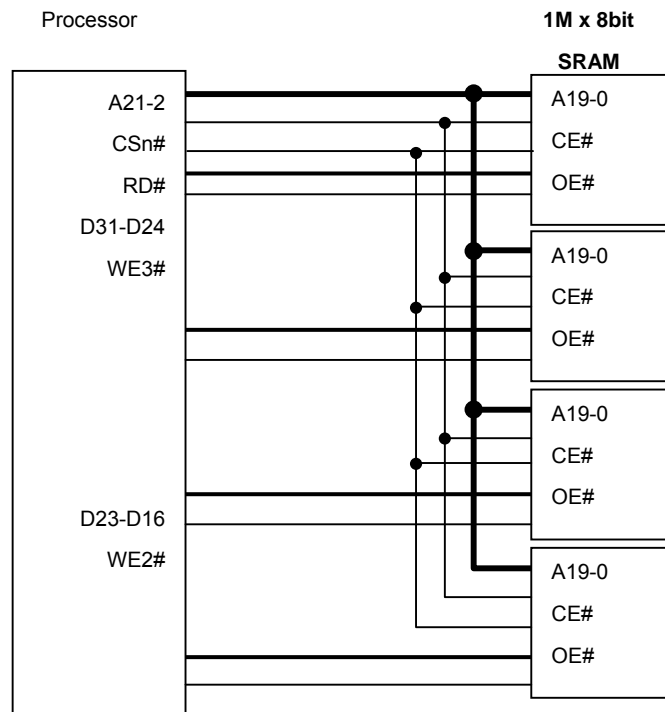 Processor
1M x 8bit
SRAM
A21-2
CSn#
RD#
D31-D24
WE3#
D23-D16
WE2#
A19-0
CE#
OE#
A19-0
CE#
OE#
A19-0
CE#
OE#
A19-0
CE#
OE#